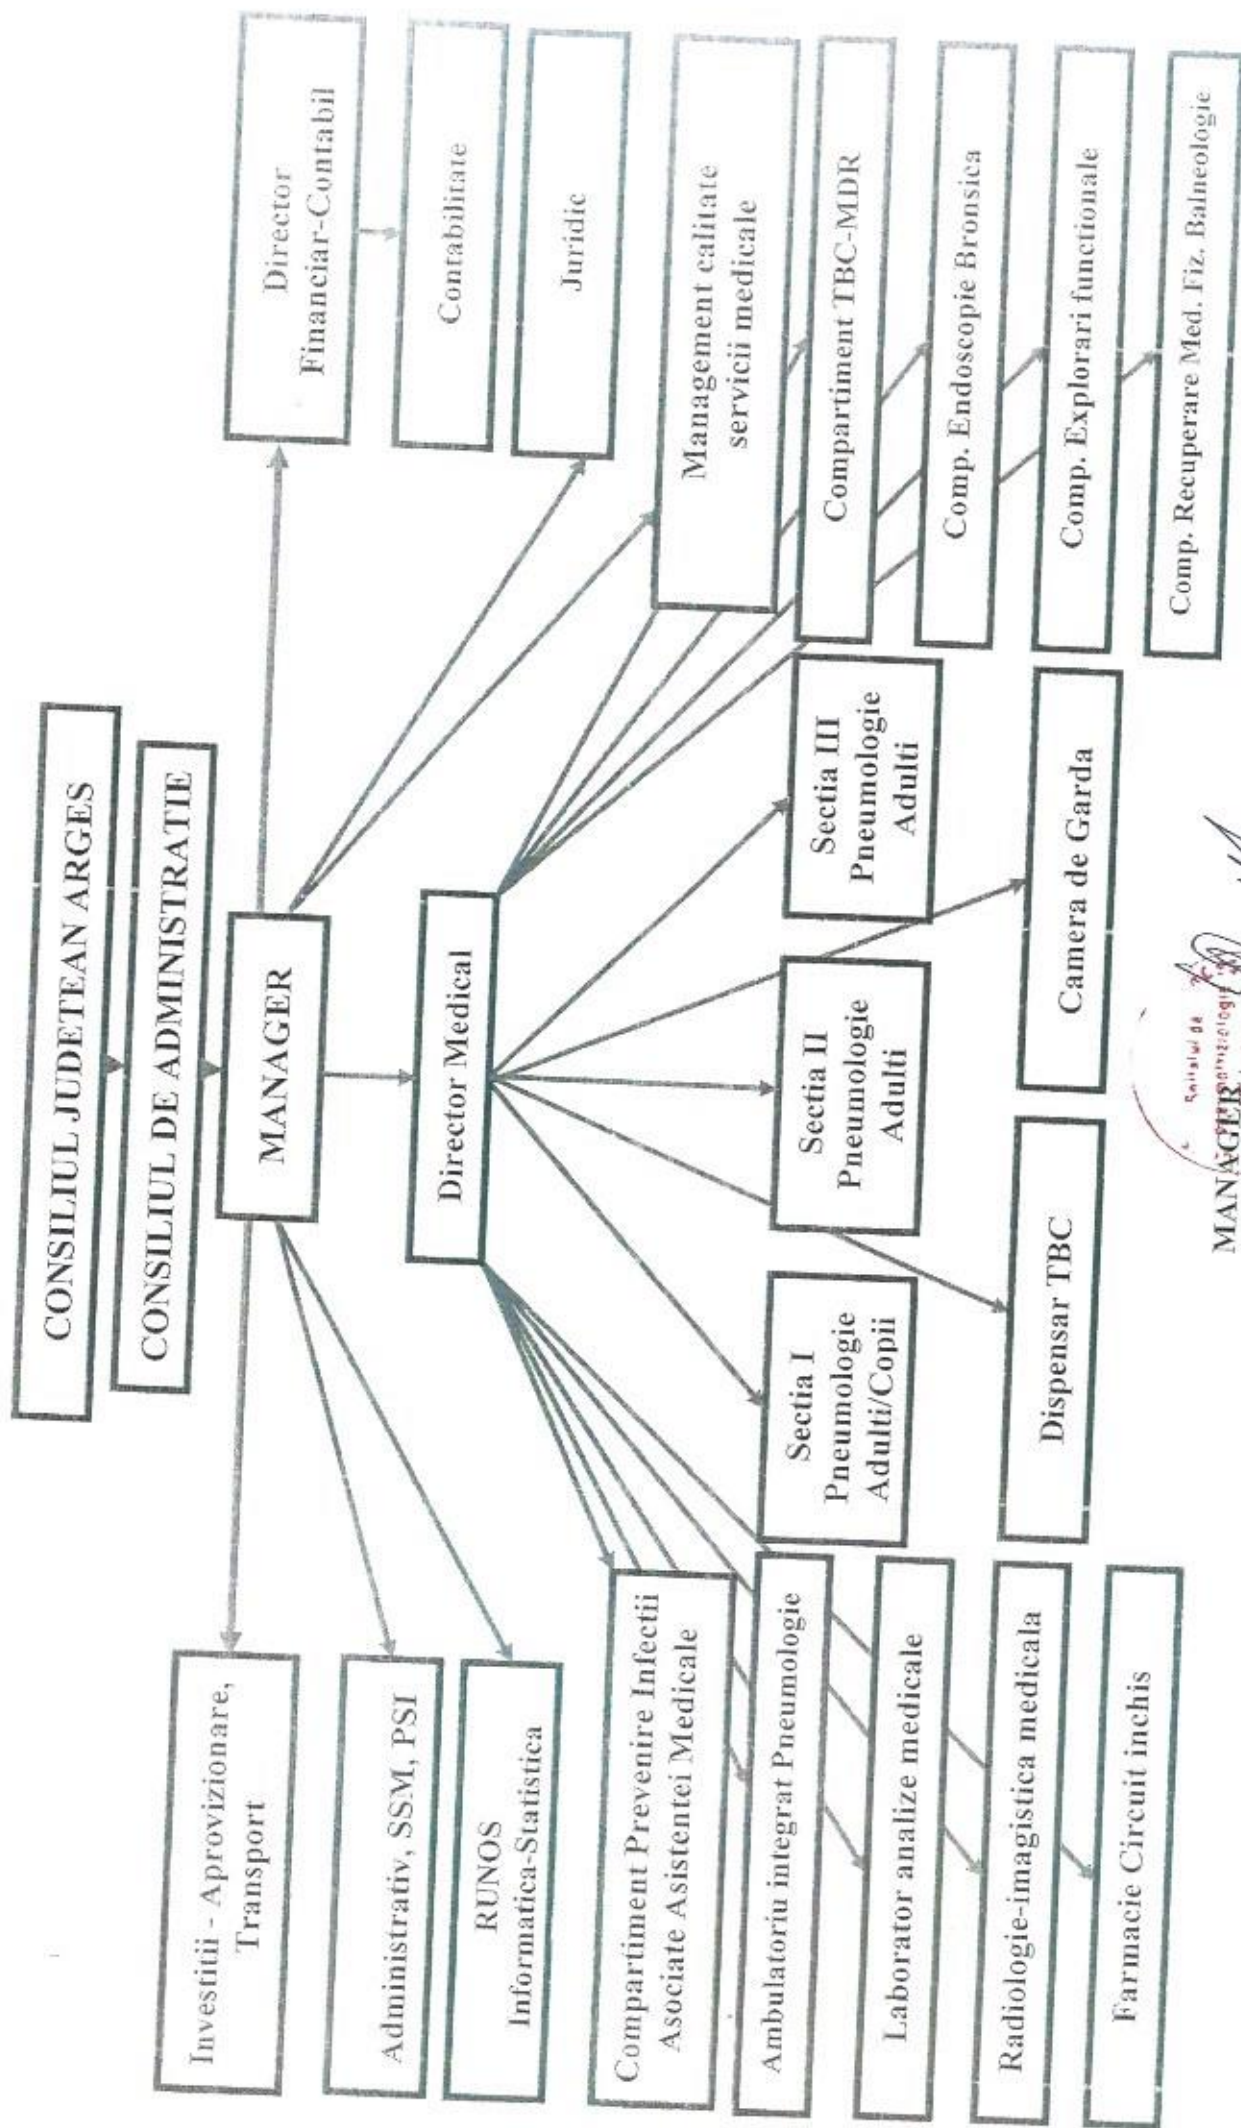 CONSILIUL JUDETEAN ARGES
CONSILIUL DE ADMINISTRATIE
MANAGER
Director
Financiar-Contabil
Contabilitate
Juridic
Investitii - Aprovizionare,
Transport
Administrativ, SSM, PSI
RUNOS
Informatica-Statistica
Director Medical
Management calitate
servicii medicale
Compartiment Prevenire Infectii
Asociate Asistentei Medicale
Ambulatoriu integrat Pneumologie
Laborator analize medicale
Radiologie-imagistica medicala
Farmacie Circuit inchis
Sectia I
Pneumologie
Adulti/Copii
Sectia II
Pneumologie
Adulti
Sectia III
Pneumologie
Adulti
Compartiment TBC-MDR
Comp. Endoscopie Bronsica
Comp. Explorari functionale
Comp. Recuperare Med. Fiz. Balneologie
Dispensar TBC
Camera de Garda
Spitalul de
MANAGER